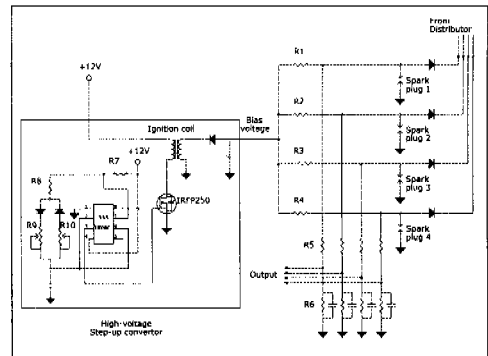 From
Distributor
R1
+12V
Spark
plug 1
R2
Ignition coil
Bias
voltage
Spark
plug 2
+12V
R3
R7
R8
Spark
plug 3
IRFP250
R4
R9
R10
555
Spark
plug 4
R5
Output
R6
High-voltage
Step-up convertor